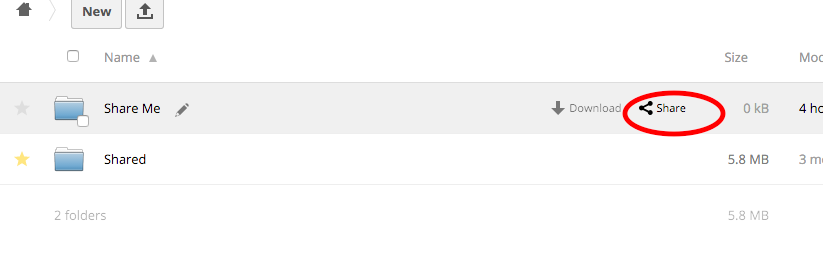 New
Name ▲ Size Moc
Share Me Download Share 0 kB 4 ho
Shared 5.8 MB 3 m
2 folders 5.8 MB